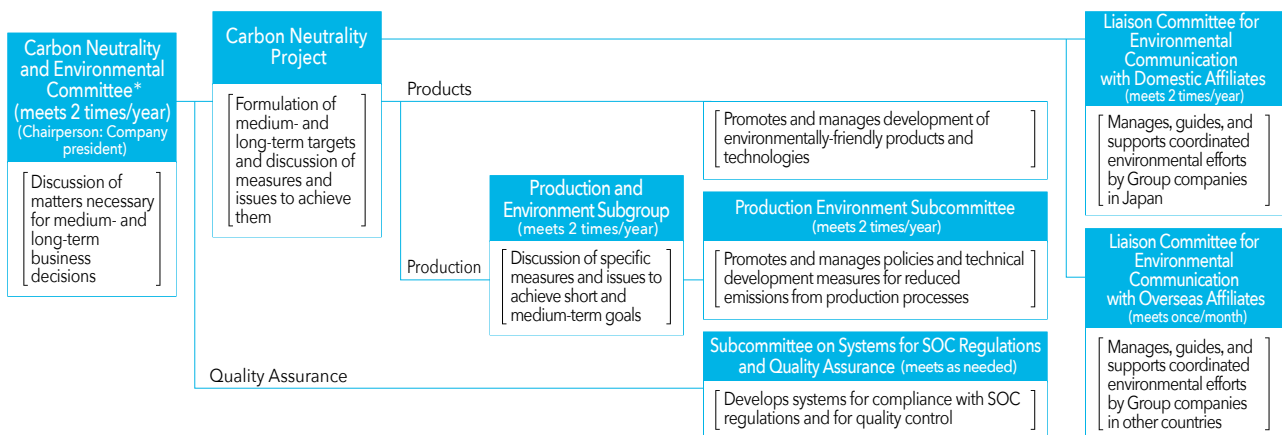 Carbon Neutrality
and Environmental
Committee*
(meets 2 times/year)
(Chairperson: Company
president)
Discussion of
matters necessary
for medium- and
long-term
business
decisions
Carbon Neutrality
Project
Formulation of
medium- and
long-term targets
and discussion of
measures and
issues to achieve
them
Products
Promotes and manages development of
environmentally-friendly products and
technologies
Production
Production and
Environment Subgroup
(meets 2 times/year)
Discussion of specific
measures and issues to
achieve short and
medium-term goals
Production Environment Subcommittee
(meets 2 times/year)
Promotes and manages policies and technical
development measures for reduced
emissions from production processes
Quality Assurance
Subcommittee on Systems for SOC Regulations
and Quality Assurance (meets as needed)
Develops systems for compliance with SOC
regulations and for quality control
Liaison Committee for
Environmental
Communication
with Domestic Affiliates
(meets 2 times/year)
Manages, guides, and
supports coordinated
environmental efforts
by Group companies
in Japan
Liaison Committee for
Environmental
Communication
with Overseas Affiliates
(meets once/month)
Manages, guides, and
supports coordinated
environmental efforts
by Group companies
in other countries